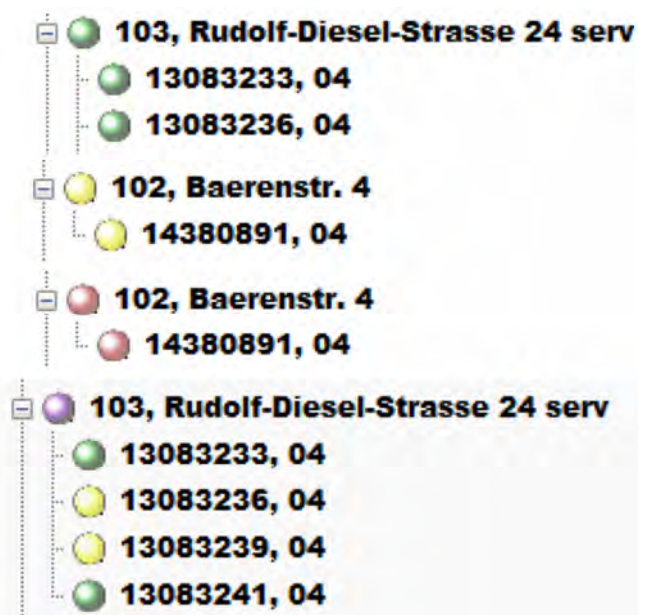 103, Rudolf-Diesel-Strasse 24 serv
13083233, 04
13083236, 04
102, Baerenstr. 4
14380891, 04
102, Baerenstr. 4
14380891, 04
103, Rudolf-Diesel-Strasse 24 serv
13083233, 04
13083236, 04
13083239, 04
13083241, 04